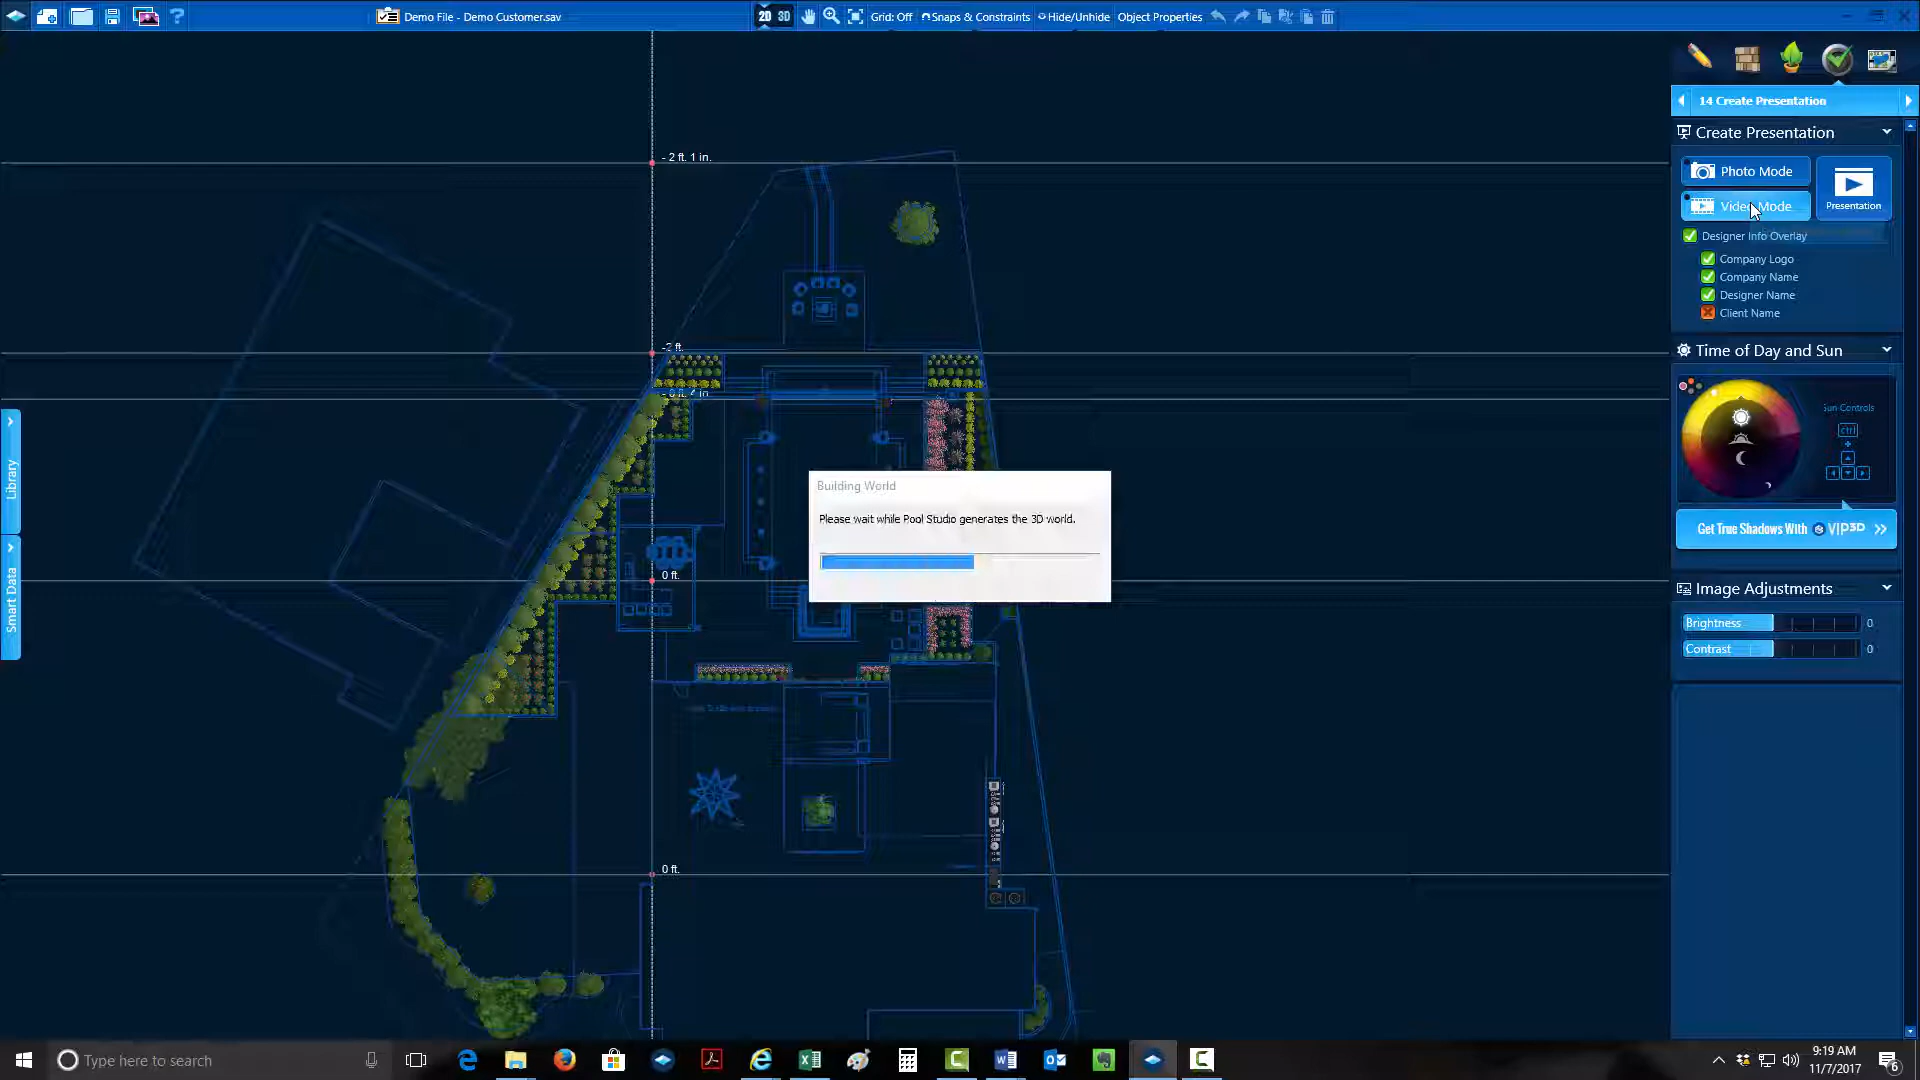 Demo File - Demo Customer.sav
2D 3D
Grid: Off
Snaps & Constraints
Hide/Unhide
Object Properties
14 Create Presentation
Create Presentation
Photo Mode
Video Mode
Presentation
Designer Info Overlay
Company Logo
Company Name
Designer Name
Client Name
Time of Day and Sun
Sun Controls
ctrl
+
Get True Shadows With VIP3D >>
Image Adjustments
Brightness 0
Contrast 0
Library
Smart Data
- 2 ft. 1 in.
-2 ft.
0 ft.
0 ft.
Building World
Please wait while Pool Studio generates the 3D world.
Type here to search
9:19 AM
11/7/2017
6